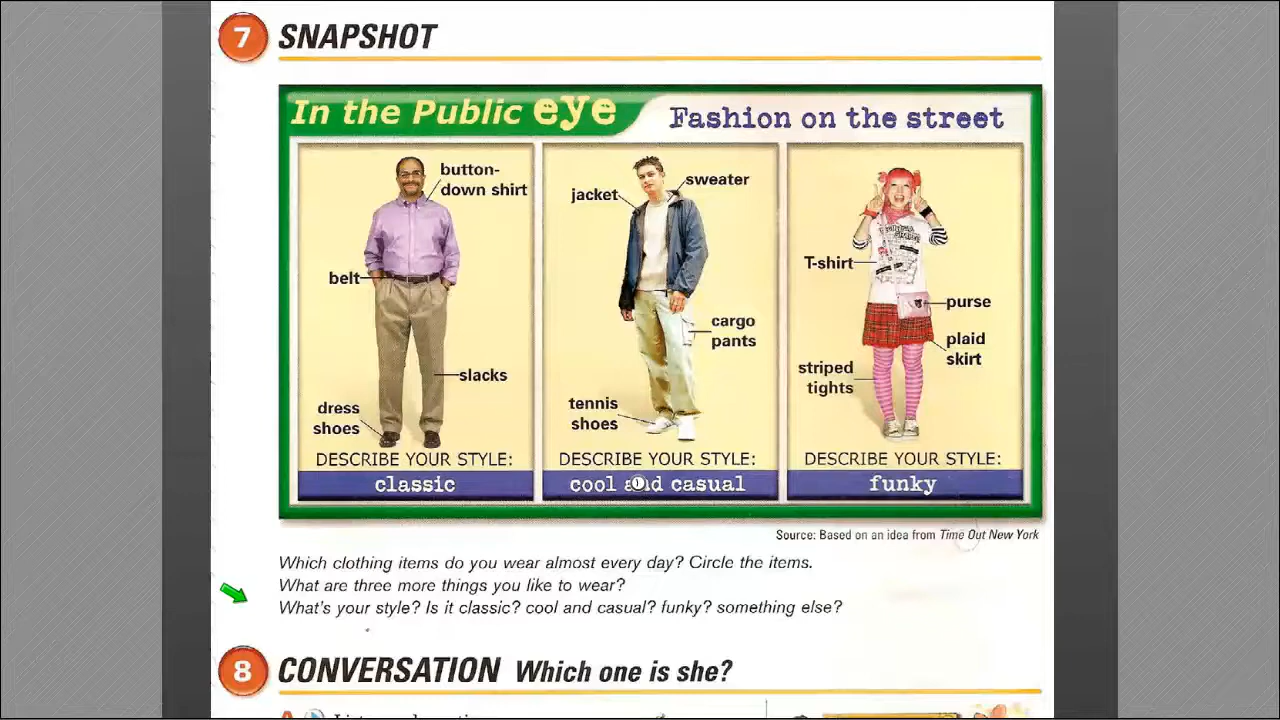 7 SNAPSHOT
In the Public eye
Fashion on the street
button-
down shirt
belt
slacks
dress
shoes
DESCRIBE YOUR STYLE:
classic
jacket
sweater
cargo
pants
tennis
shoes
DESCRIBE YOUR STYLE:
cool and casual
T-shirt
purse
plaid
skirt
striped
tights
DESCRIBE YOUR STYLE:
funky
Source: Based on an idea from Time Out New York
Which clothing items do you wear almost every day? Circle the items.
What are three more things you like to wear?
What's your style? Is it classic? cool and casual? funky? something else?
8 CONVERSATION Which one is she?